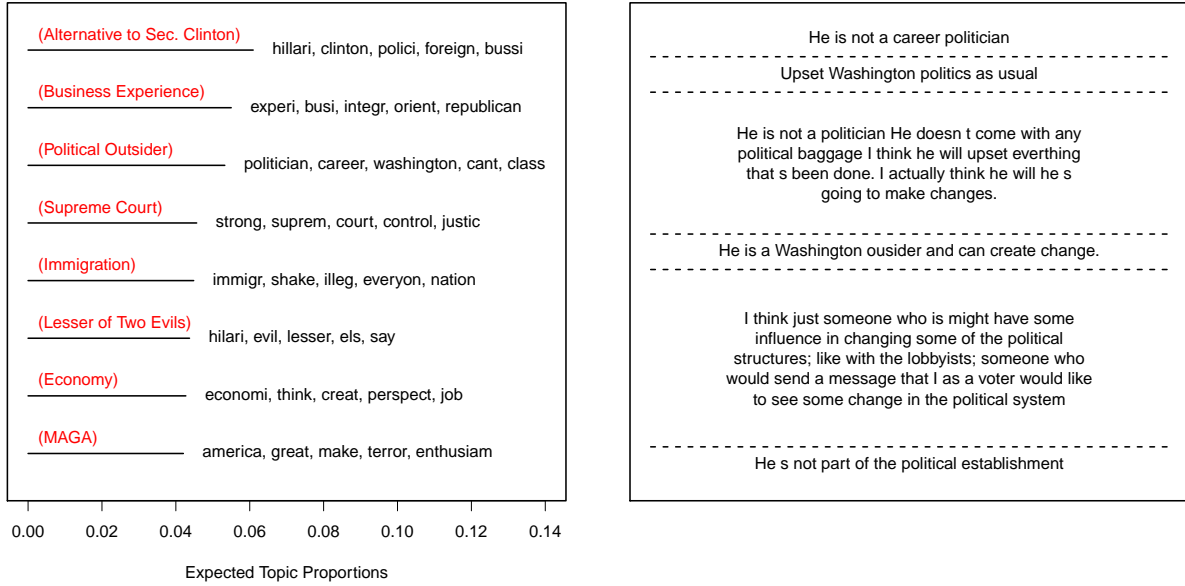 (Alternative to Sec. Clinton)
hillari, clinton, polici, foreign, bussi
(Business Experience)
experi, busi, integr, orient, republican
(Political Outsider)
politician, career, washington, cant, class
(Supreme Court)
strong, suprem, court, control, justic
(Immigration)
immigr, shake, illeg, everyon, nation
(Lesser of Two Evils)
hilari, evil, lesser, els, say
(Economy)
economi, think, creat, perspect, job
(MAGA)
america, great, make, terror, enthusiam
0.00 0.02 0.04 0.06 0.08 0.10 0.12 0.14
Expected Topic Proportions
He is not a career politician
Upset Washington politics as usual
He is not a politician He doesn t come with any
political baggage I think he will upset everthing
that s been done. I actually think he will he s
going to make changes.
He is a Washington ousider and can create change.
I think just someone who is might have some
influence in changing some of the political
structures; like with the lobbyists; someone who
would send a message that I as a voter would like
to see some change in the political system
He s not part of the political establishment